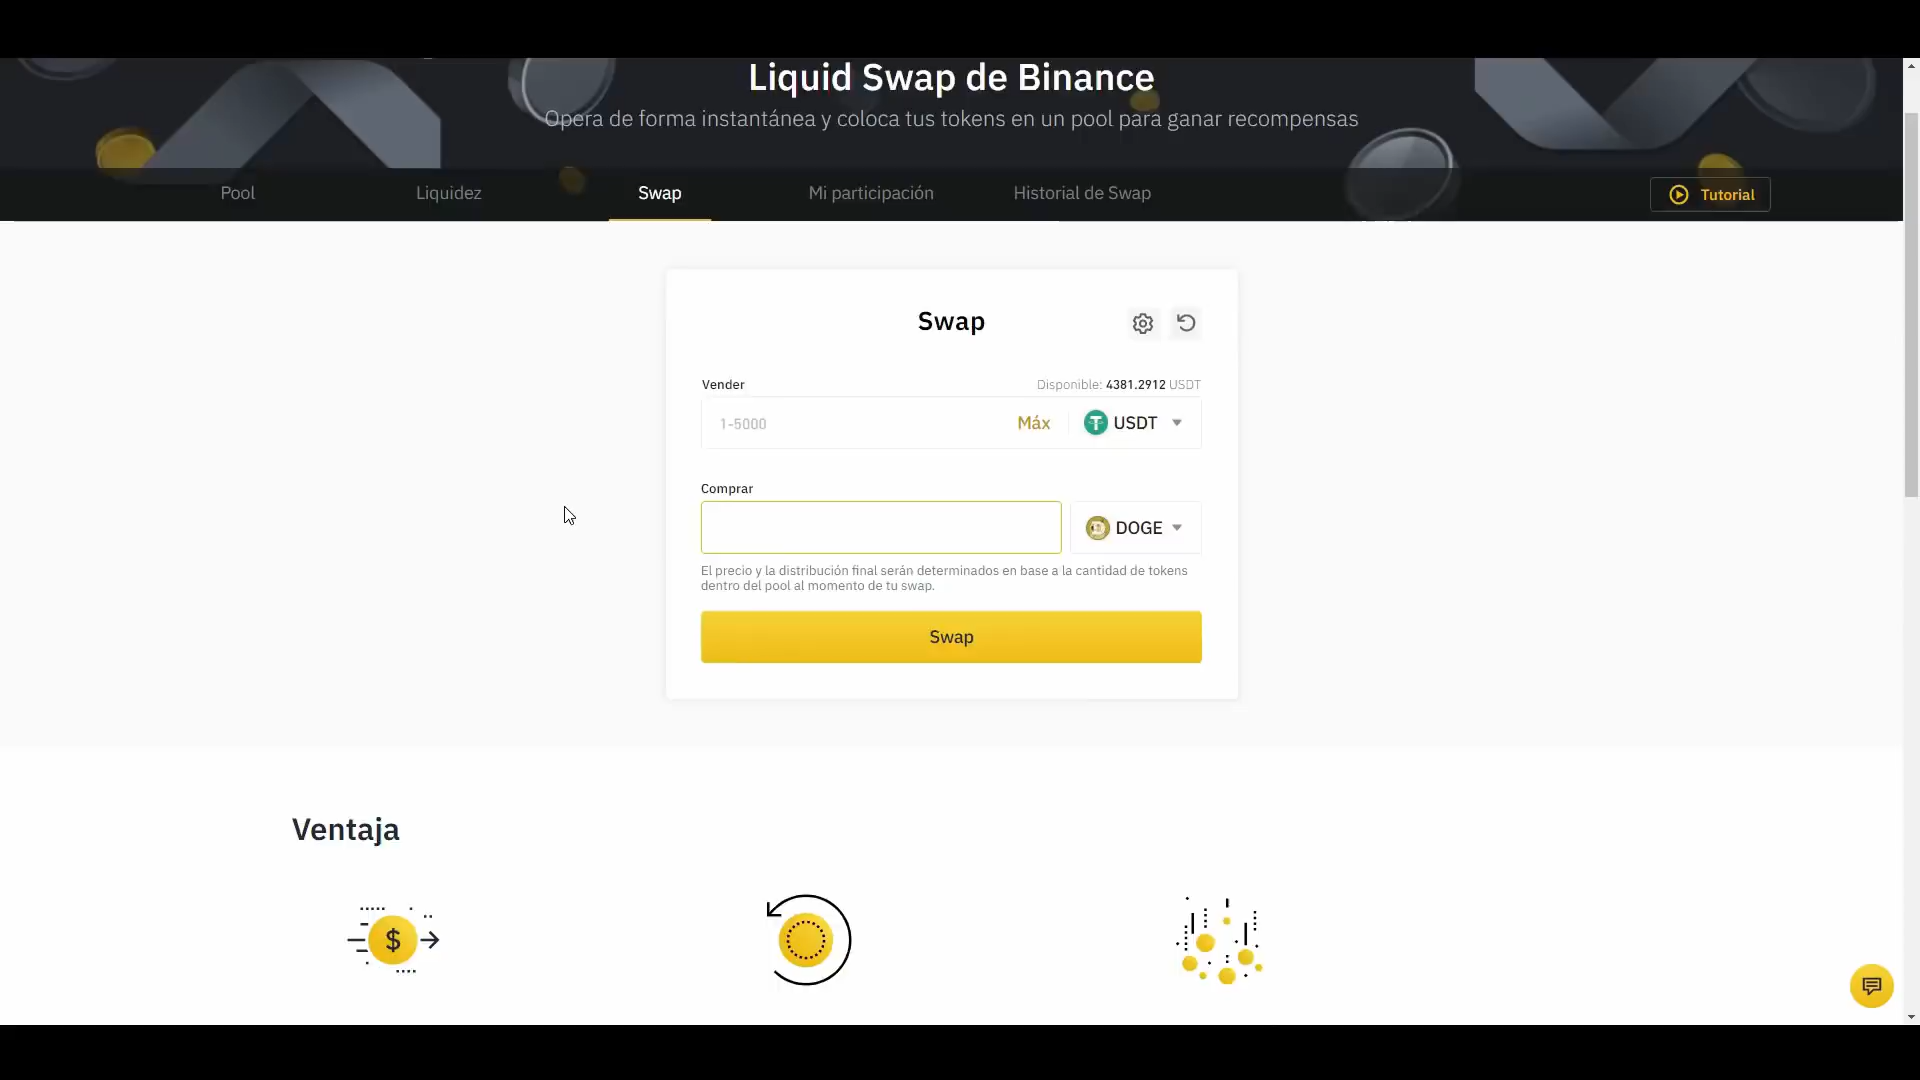 Liquid Swap de Binance
Opera de forma instantánea y coloca tus tokens en un pool para ganar recompensas
Pool
Liquidez
Swap
Mi participación
Historial de Swap
Tutorial
Swap
Vender
Disponible: 4381.2912 USDT
1-5000
Máx
USDT
Comprar
DOGE
El precio y la distribución final serán determinados en base a la cantidad de tokens
dentro del pool al momento de tu swap.
Swap
Ventaja
$